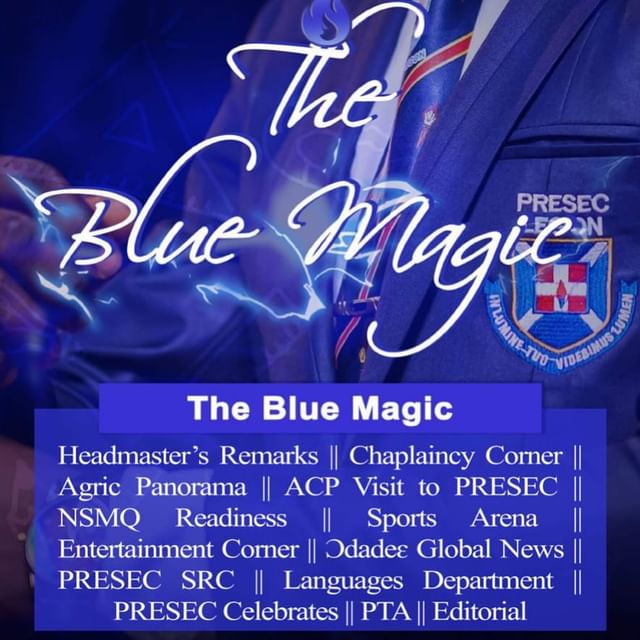 The
Blue Magic
PRESEC
LEGON
IN LUMINE TUO VIDEBIMUS LUMEN
The Blue Magic
Headmaster's Remarks || Chaplaincy Corner ||
Agric Panorama || ACP Visit to PRESEC ||
NSMQ Readiness || Sports Arena ||
Entertainment Corner || Ɔdadeɛ Global News ||
PRESEC SRC || Languages Department ||
PRESEC Celebrates || PTA || Editorial